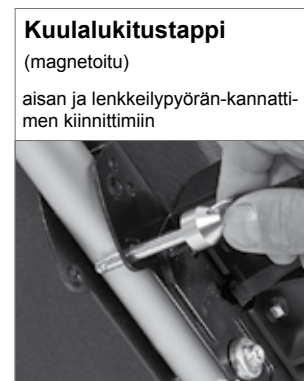 Kuulalukitustappi
(magnetoitu)
aisan ja lenkkeilypyörän-kannatti-
men kiinnittimiin